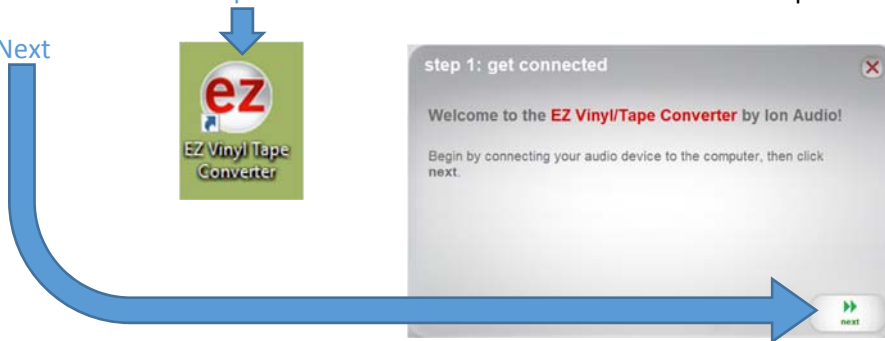 Next
ez
EZ Vinyl Tape
Converter
step 1: get connected
Welcome to the EZ Vinyl/Tape Converter by Ion Audio!
Begin by connecting your audio device to the computer, then click
next.
next